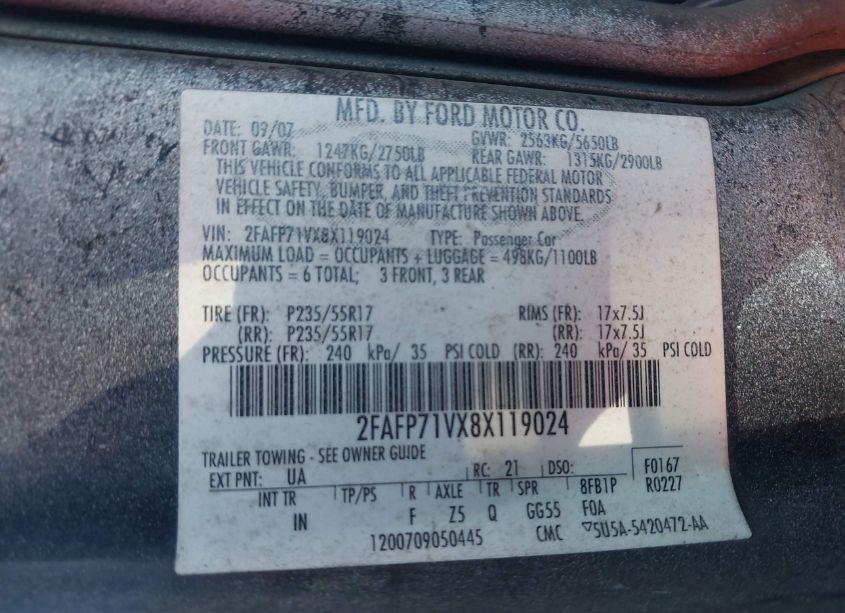 MFD. BY FORD MOTOR CO.
DATE: 09/07 GVWR: 2563KG/5650LB
FRONT GAWR: 1247KG/2750LB REAR GAWR: 1315KG/2900LB
THIS VEHICLE CONFORMS TO ALL APPLICABLE FEDERAL MOTOR
VEHICLE SAFETY, BUMPER, AND THEFT PREVENTION STANDARDS
IN EFFECT ON THE DATE OF MANUFACTURE SHOWN ABOVE.
VIN: 2FAFP71VX8X119024 TYPE: Passenger Car
MAXIMUM LOAD = OCCUPANTS + LUGGAGE = 498KG/1100LB
OCCUPANTS = 6 TOTAL; 3 FRONT, 3 REAR
TIRE (FR): P235/55R17 RIMS (FR): 17x7.5J
(RR): P235/55R17 (RR): 17x7.5J
PRESSURE (FR): 240 kPa/ 35 PSI COLD (RR): 240 kPa/ 35 PSI COLD
2FAFP71VX8X119024
TRAILER TOWING - SEE OWNER GUIDE
EXT PNT: UA RC: 21 DSO: F0167
INT TR TP/PS R AXLE TR SPR 8FB1P R0227
IN F Z5 Q GG55 F0A
1200709050445 CMC ▽5U5A-5420472-AA